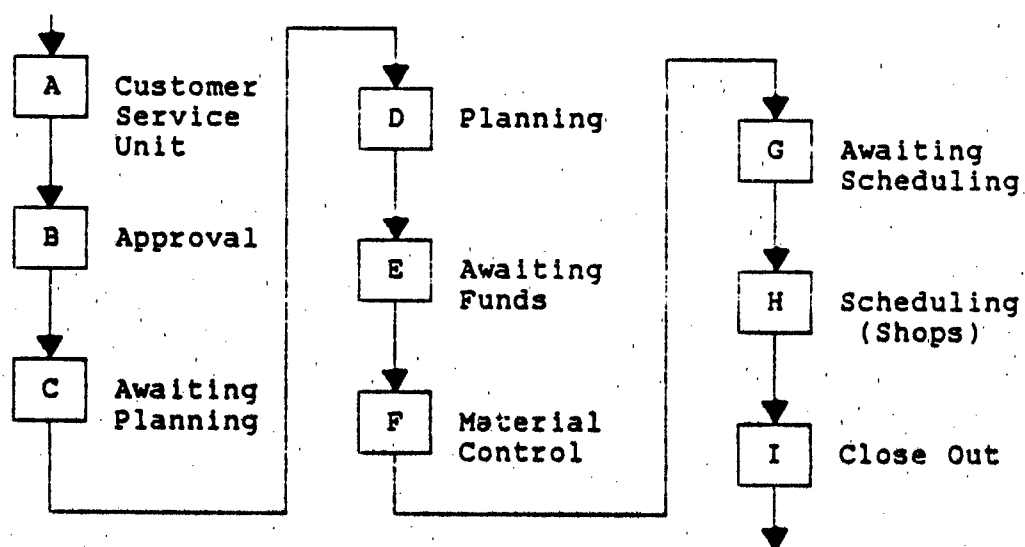 A
Customer
Service
Unit
B
Approval
C
Awaiting
Planning
D
Planning
E
Awaiting
Funds
F
Material
Control
G
Awaiting
Scheduling
H
Scheduling
(Shops)
I
Close Out